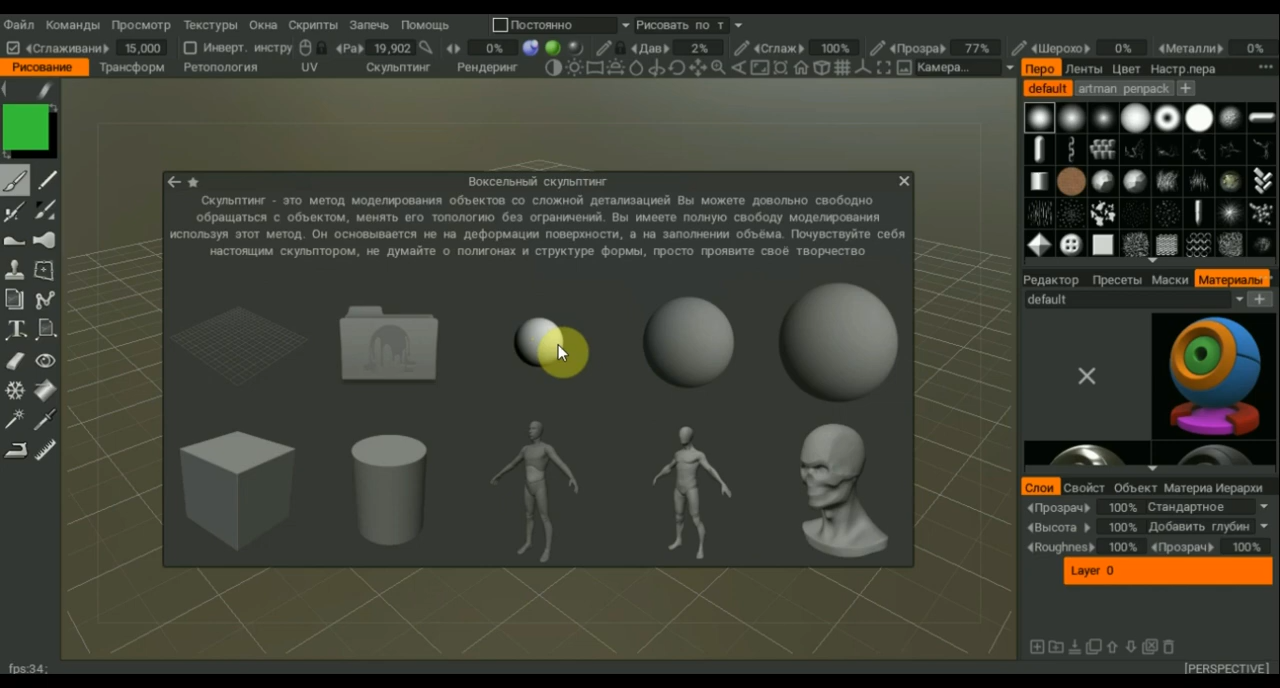 Файл Команды Просмотр Текстуры Окна Скрипты Запечь Помощь Постоянно Рисовать по т
Сглаживани 15,000 Инверт. инстру Ра 19,902 0% Дав 2% Сглаж 100% Прозра 77% Шерохо 0% Металли 0%
Рисование Трансформ Ретопология UV Скульптинг Рендеринг Камера...
Перо Ленты Цвет Настр.пера
default artman penpack
Воксельный скульптинг
Скульптинг - это метод моделирования объектов со сложной детализацией Вы можете довольно свободно
обращаться с объектом, менять его топологию без ограничений. Вы имеете полную свободу моделирования
используя этот метод. Он основывается не на деформации поверхности, а на заполнении объёма. Почувствуйте себя
настоящим скульптором, не думайте о полигонах и структуре формы, просто проявите своё творчество
Редактор Пресеты Маски Материалы
default
Слои Свойст Объект Материа Иерархи
Прозрач 100% Стандартное
Высота 100% Добавить глубин
Roughnes 100% Прозрач 100%
Layer 0
fps:34;
[PERSPECTIVE]